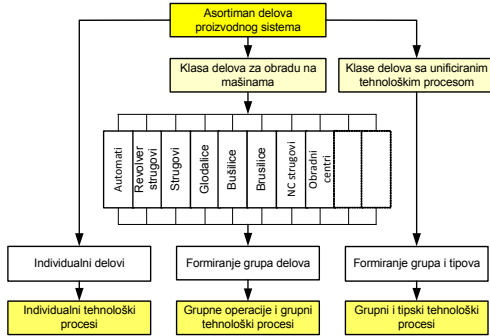 Asortiman delova
proizvodnog sistema
Klasa delova za obradu na
mašinama
Klase delova sa unificiranim
tehnološkim procesom
Automati
Revolver
strugovi
Strugovi
Glodalice
Bušilice
Brusilice
NC strugovi
Obradni
centri
Individualni delovi
Formiranje grupa delova
Formiranje grupa i tipova
Individualni tehnološki
procesi
Grupne operacije i grupni
tehnološki procesi
Grupni i tipski tehnološki
procesi